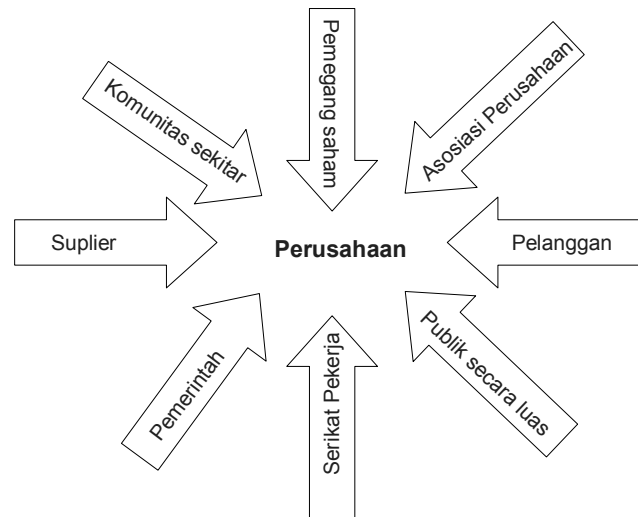 Pemegang saham
Asosiasi Perusahaan
Komunitas sekitar
Suplier
Perusahaan
Pelanggan
Pemerintah
Serikat Pekerja
Publik secara luas